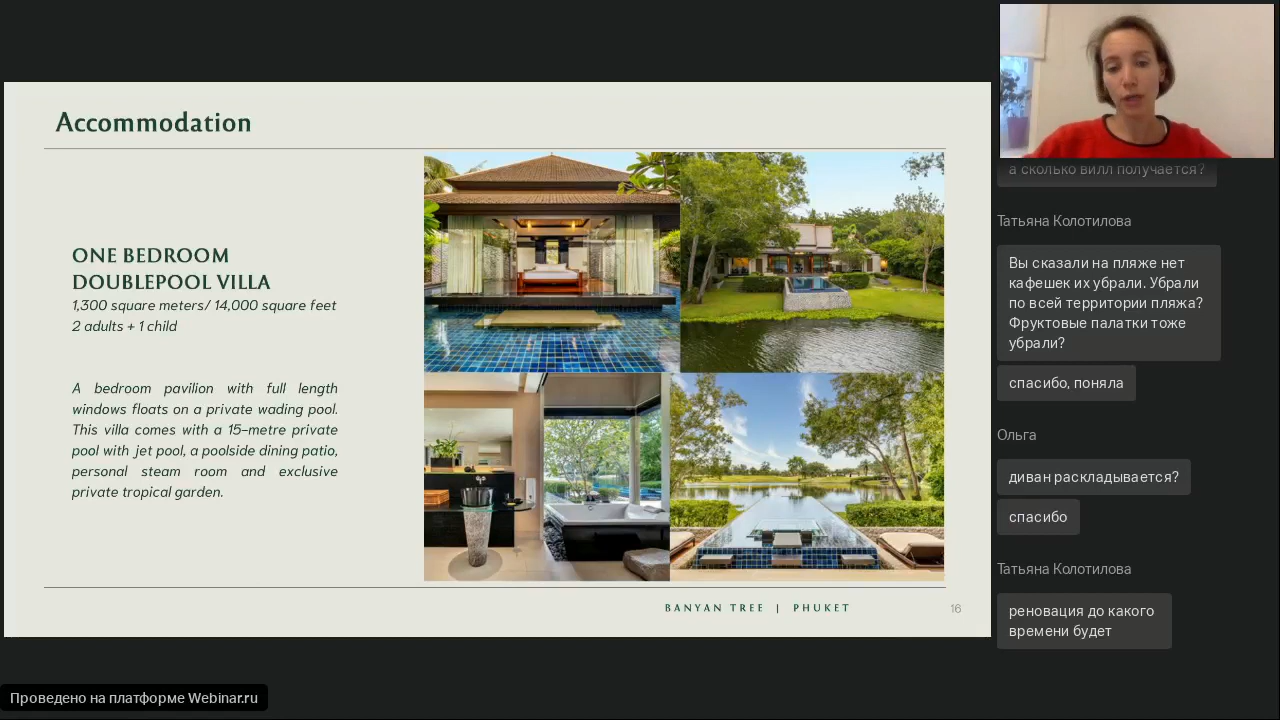 Accommodation
ONE BEDROOM
DOUBLEPOOL VILLA
1,300 square meters/ 14,000 square feet
2 adults + 1 child
A bedroom pavilion with full length
windows floats on a private wading pool.
This villa comes with a 15-metre private
pool with jet pool, a poolside dining patio,
personal steam room and exclusive
private tropical garden.
BANYAN TREE | PHUKET
16
а сколько вилл получается?
Татьяна Колотилова
Вы сказали на пляже нет
кафешек их убрали. Убрали
по всей территории пляжа?
Фруктовые палатки тоже
убрали?
спасибо, поняла
Ольга
диван раскладывается?
спасибо
Татьяна Колотилова
реновация до какого
времени будет
Проведено на платформе Webinar.ru